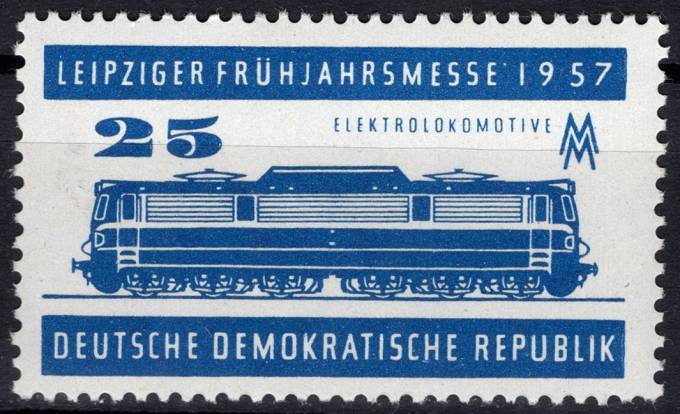 LEIPZIGER FRÜHJAHRSMESSE 1957
25
ELEKTROLOKOMOTIVE MM
DEUTSCHE DEMOKRATISCHE REPUBLIK